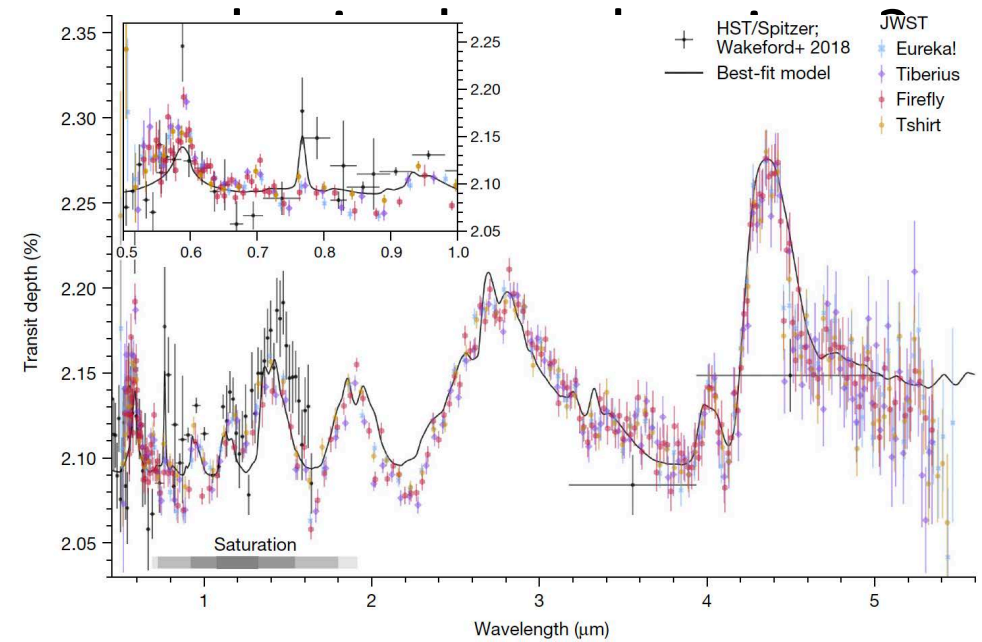 HST/Spitzer;
Wakeford+ 2018
Best-fit model
JWST
Eureka!
Tiberius
Firefly
Tshirt
2.35
2.30
2.25
2.20
2.15
2.10
2.05
Transit depth (%)
2.25
2.20
2.15
2.10
2.05
0.5 0.6 0.7 0.8 0.9 1.0
Saturation
1 2 3 4 5
Wavelength (μm)